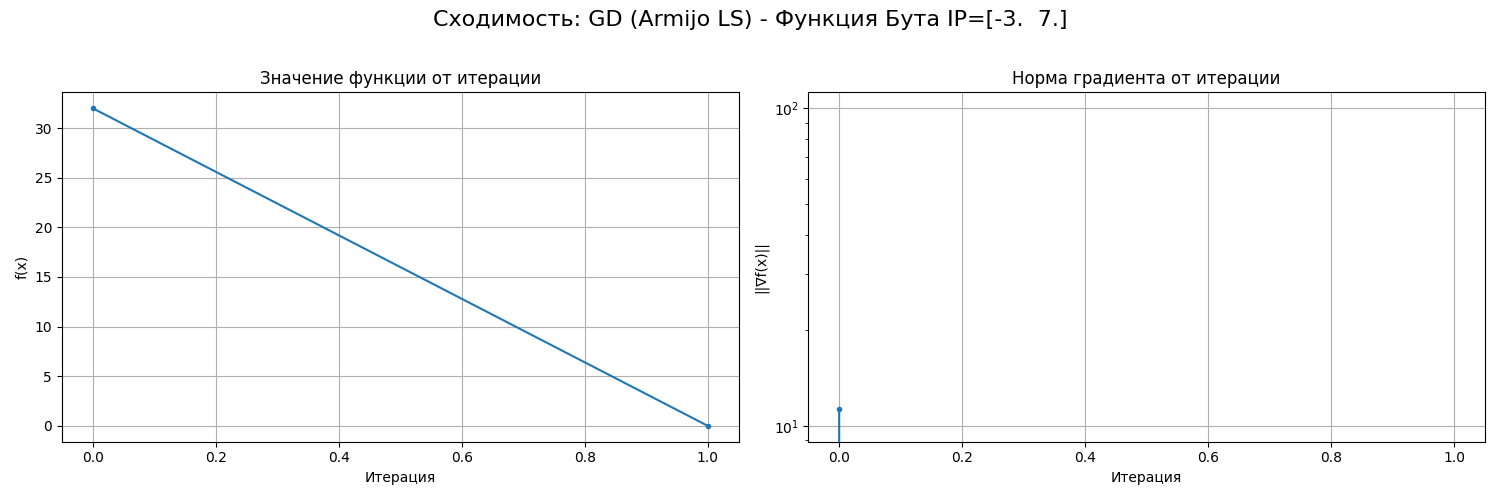 Сходимость: GD (Armijo LS) - Функция Бута IP=[-3.  7.]
Значение функции от итерации
f(x)
30
25
20
15
10
5
0
0.0 0.2 0.4 0.6 0.8 1.0
Итерация
Норма градиента от итерации
||∇f(x)||
10²
10¹
0.0 0.2 0.4 0.6 0.8 1.0
Итерация